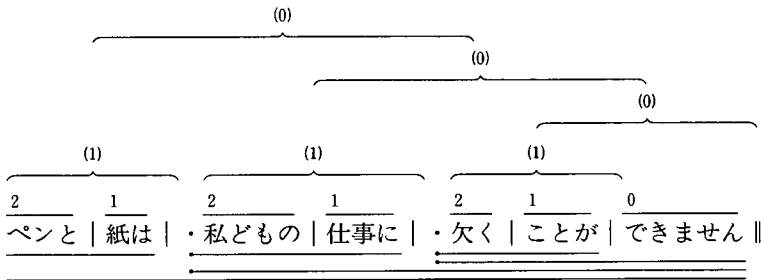 (0)
(0)
(0)
(1) (1) (1)
2 1 2 1 2 1 0
ペンと | 紙は | ・私どもの | 仕事に | ・欠く | ことが | できません ‖